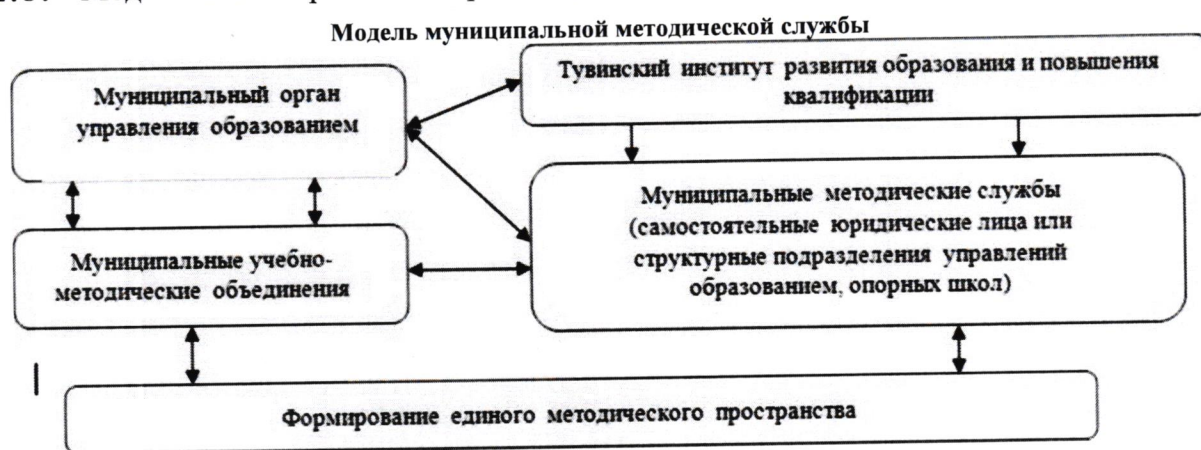 Модель муниципальной методической службы
Муниципальный орган
управления образованием
Тувинский институт развития образования и повышения
квалификации
Муниципальные методические службы
(самостоятельные юридические лица или
структурные подразделения управлений
образованием, опорных школ)
Муниципальные учебно-
методические объединения
Формирование единого методического пространства